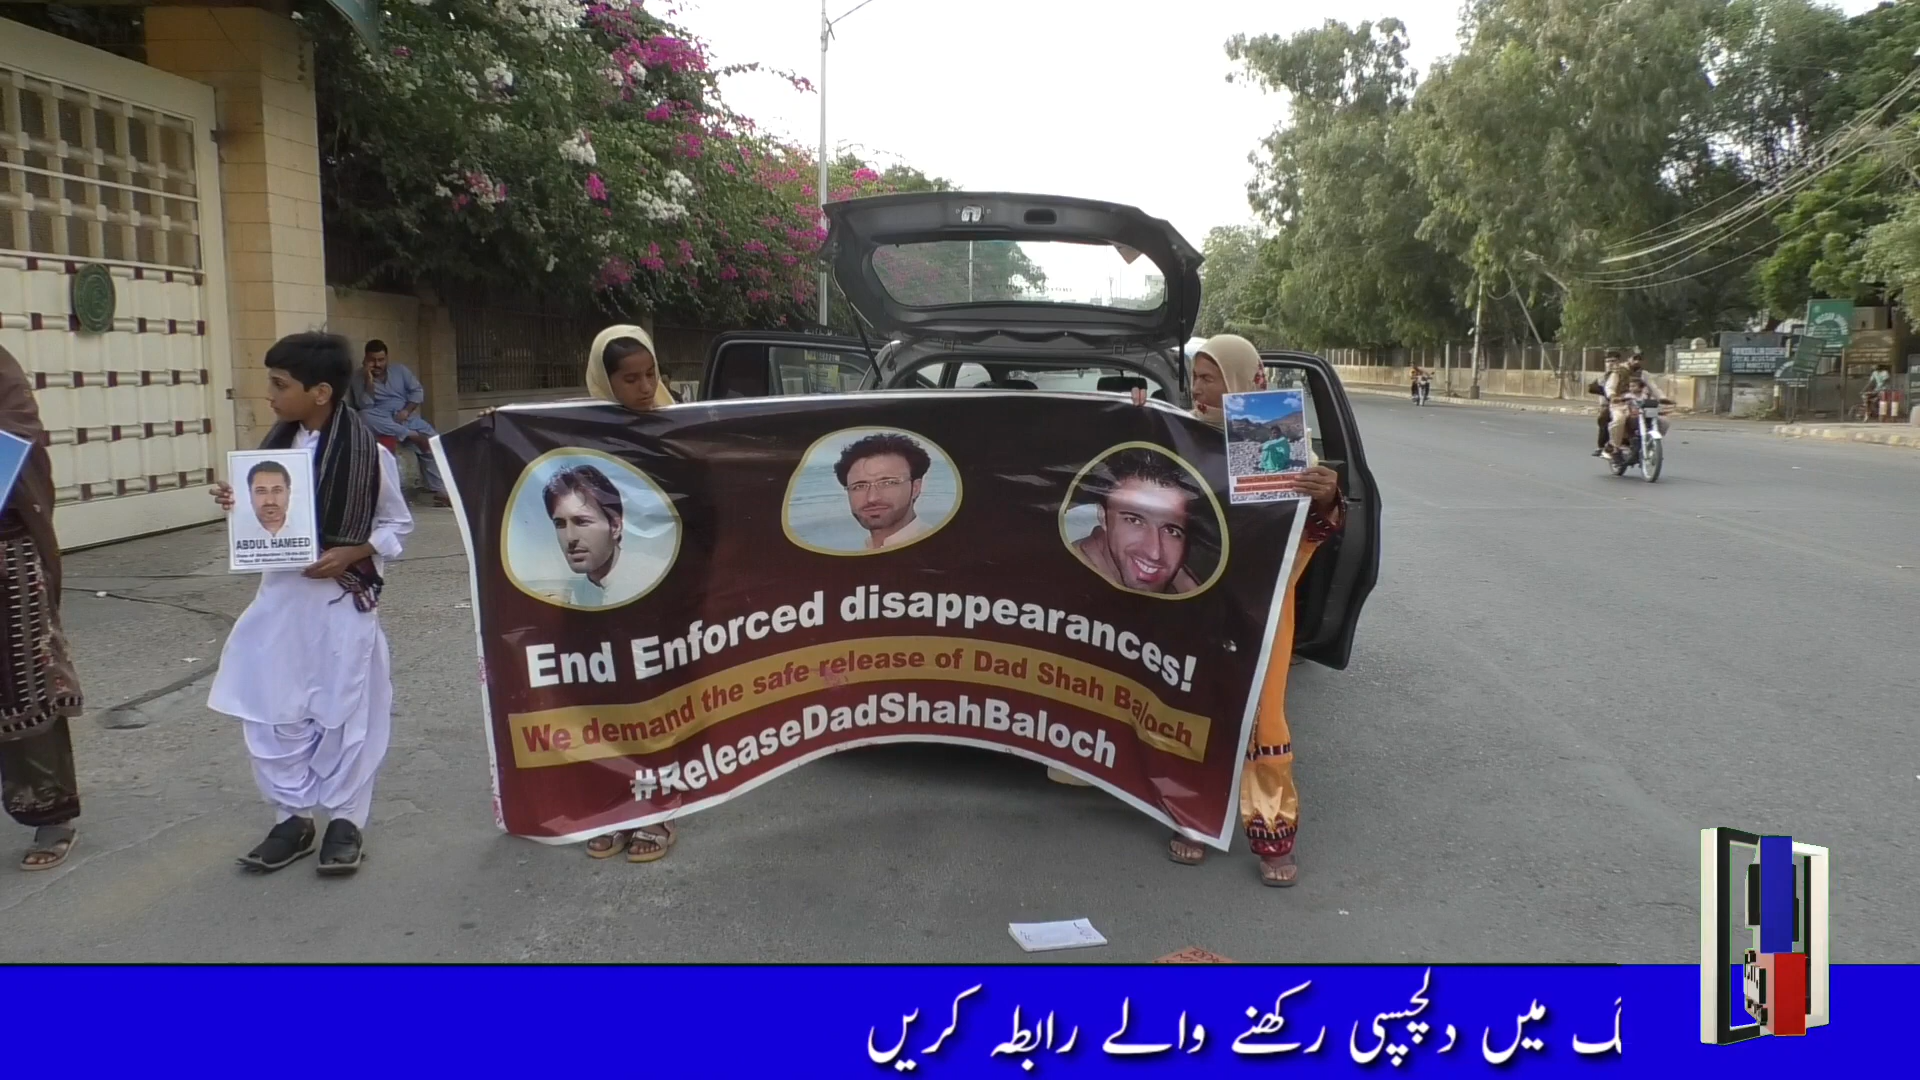 ABDUL HAMEED
End Enforced disappearances!
We demand the safe release of Dad Shah Baloch
#ReleaseDadShahBaloch
میں دلچسپی رکھنے والے رابطہ کریں